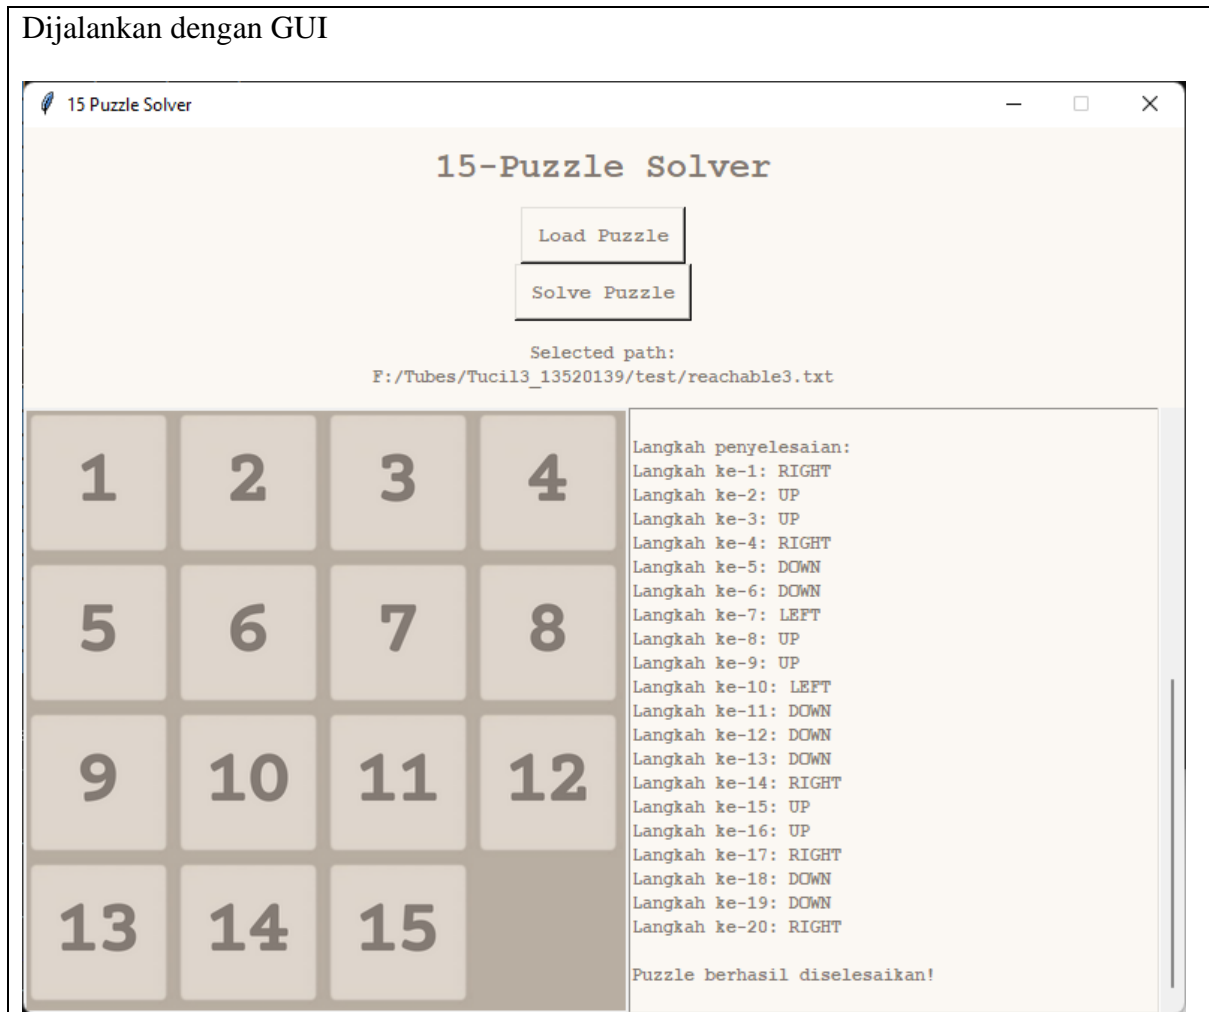 Dijalankan dengan GUI
15 Puzzle Solver
15-Puzzle Solver
Load Puzzle
Solve Puzzle
Selected path:
F:/Tubes/Tucil3_13520139/test/reachable3.txt
1 2 3 4
5 6 7 8
9 10 11 12
13 14 15
Langkah penyelesaian:
Langkah ke-1: RIGHT
Langkah ke-2: UP
Langkah ke-3: UP
Langkah ke-4: RIGHT
Langkah ke-5: DOWN
Langkah ke-6: DOWN
Langkah ke-7: LEFT
Langkah ke-8: UP
Langkah ke-9: UP
Langkah ke-10: LEFT
Langkah ke-11: DOWN
Langkah ke-12: DOWN
Langkah ke-13: DOWN
Langkah ke-14: RIGHT
Langkah ke-15: UP
Langkah ke-16: UP
Langkah ke-17: RIGHT
Langkah ke-18: DOWN
Langkah ke-19: DOWN
Langkah ke-20: RIGHT
Puzzle berhasil diselesaikan!